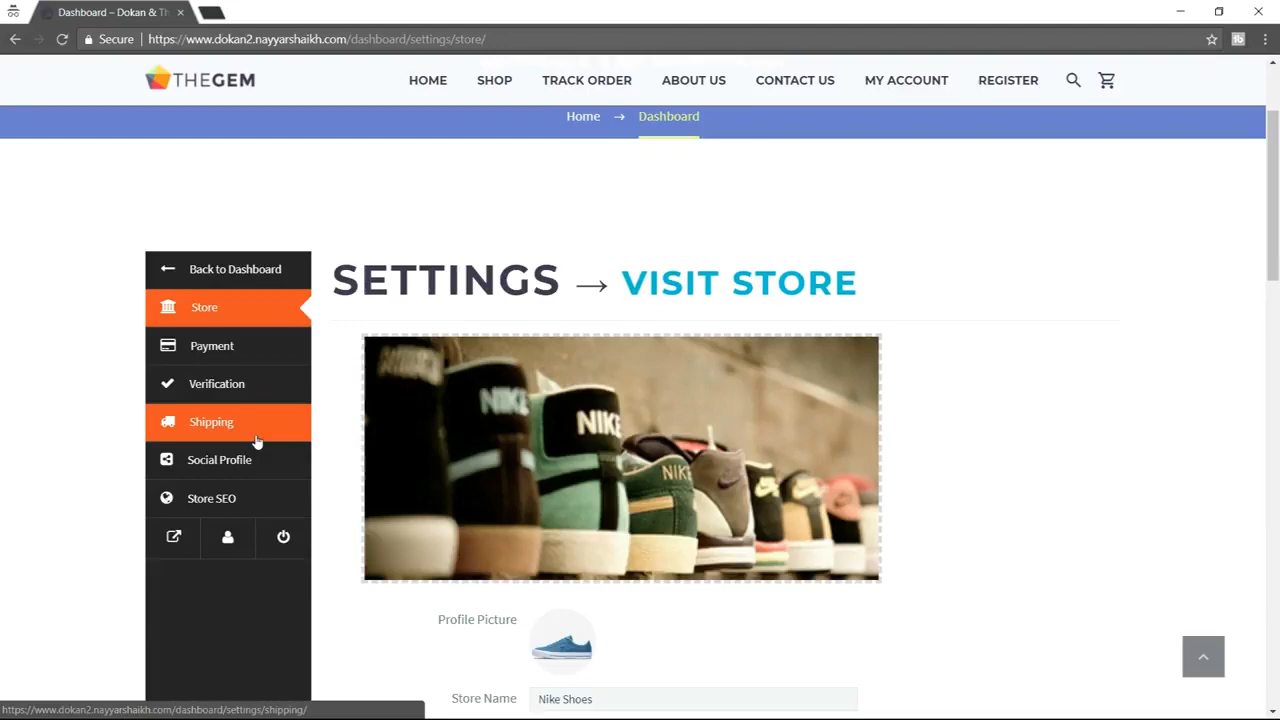 Dokan2 – Dokan & Th
Secure
https://www.dokan2.nayyarshaikh.com/dashboard/settings/store/
THEGEM
HOME SHOP TRACK ORDER ABOUT US CONTACT US MY ACCOUNT REGISTER
Home → Dashboard
Back to Dashboard
SETTINGS → VISIT STORE
Store
Payment
Verification
Shipping
Social Profile
Store SEO
NIKE
NIKE
NIKE
Profile Picture
Store Name Nike Shoes
https://www.dokan2.nayyarshaikh.com/dashboard/settings/shipping/